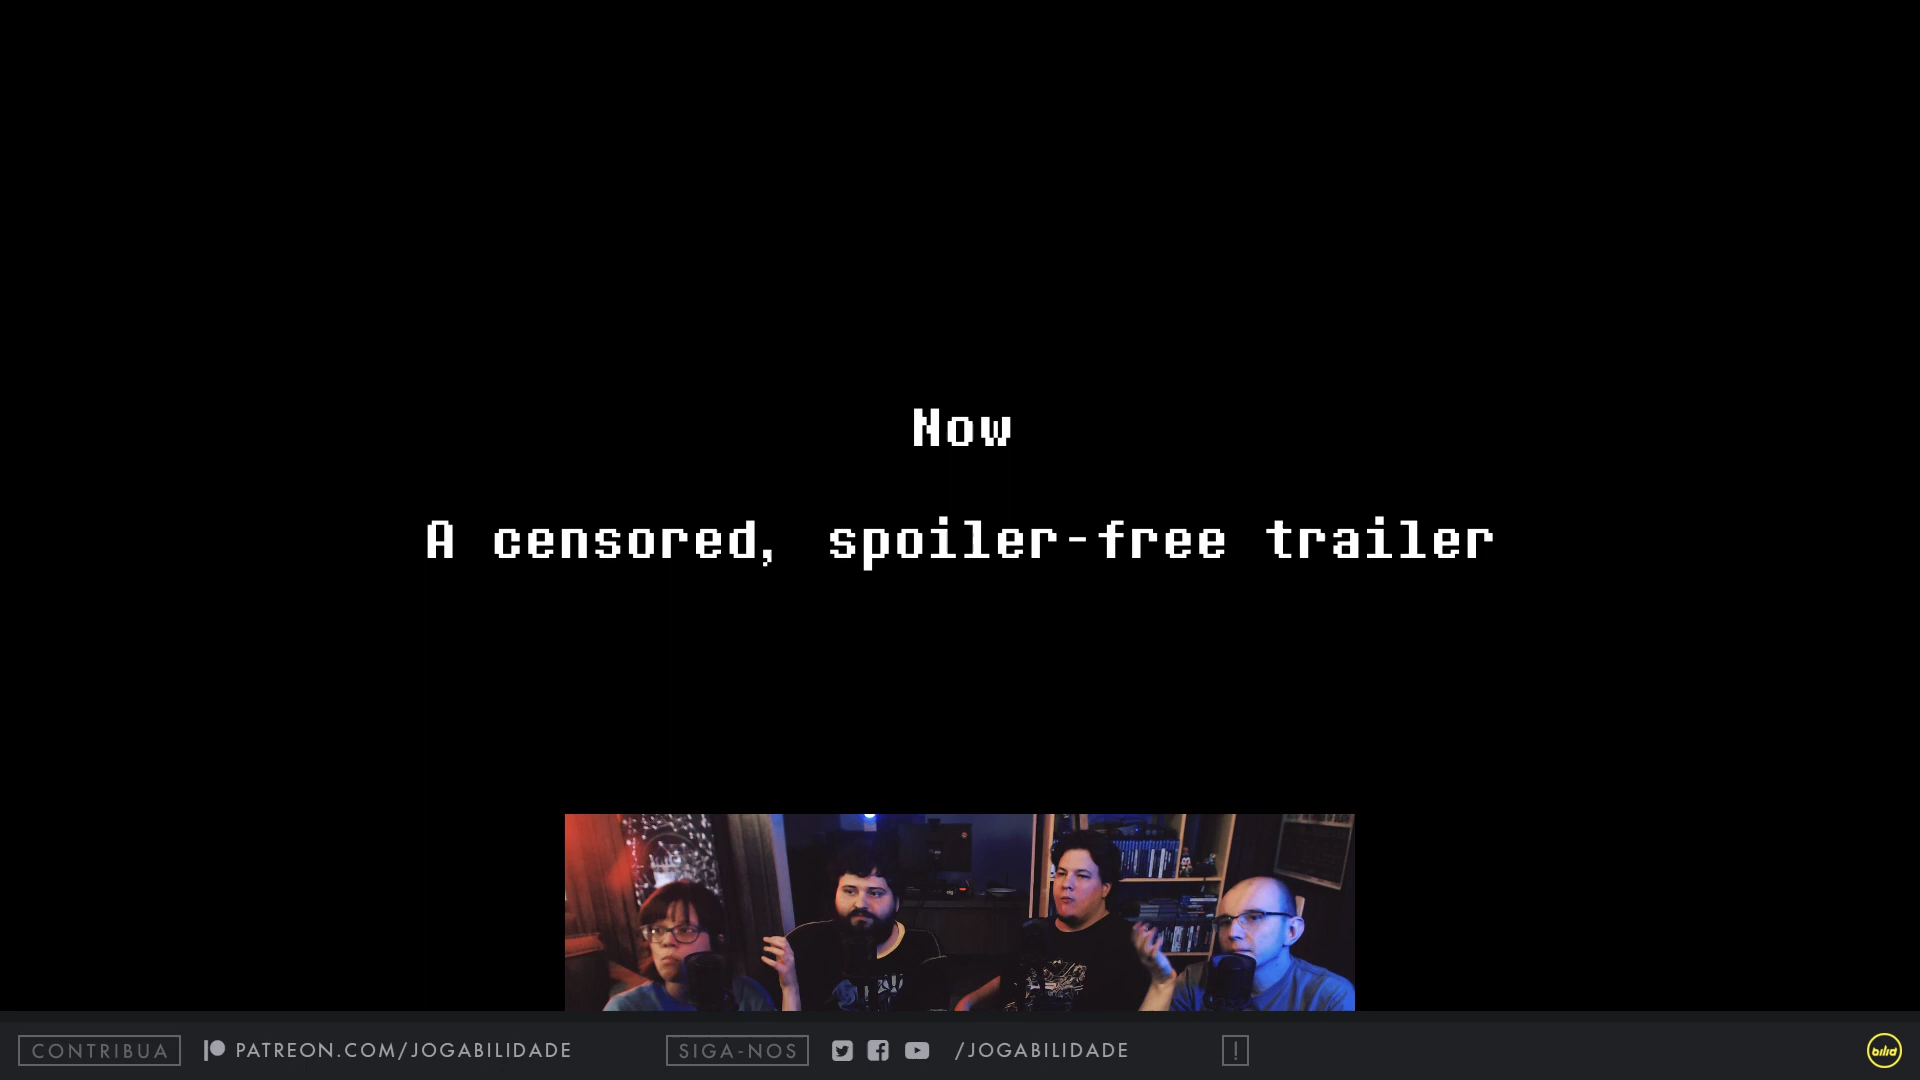 Now
A censored, spoiler-free trailer
CONTRIBUA PATREON.COM/JOGABILIDADE SIGA-NOS /JOGABILIDADE !